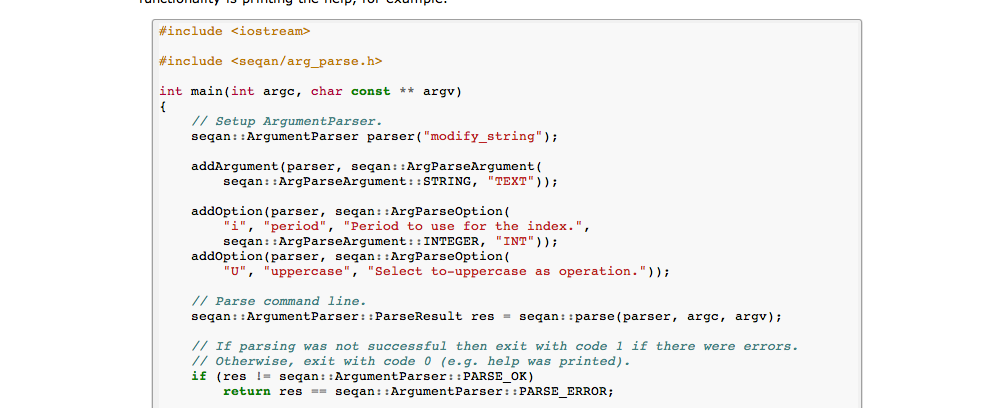 functionality is printing the help, for example.
#include <iostream>
#include <seqan/arg_parse.h>
int main(int argc, char const ** argv)
{
    // Setup ArgumentParser.
    seqan::ArgumentParser parser("modify_string");
    addArgument(parser, seqan::ArgParseArgument(
        seqan::ArgParseArgument::STRING, "TEXT"));
    addOption(parser, seqan::ArgParseOption(
        "i", "period", "Period to use for the index.",
        seqan::ArgParseArgument::INTEGER, "INT"));
    addOption(parser, seqan::ArgParseOption(
        "U", "uppercase", "Select to-uppercase as operation."));
    // Parse command line.
    seqan::ArgumentParser::ParseResult res = seqan::parse(parser, argc, argv);
    // If parsing was not successful then exit with code 1 if there were errors.
    // Otherwise, exit with code 0 (e.g. help was printed).
    if (res != seqan::ArgumentParser::PARSE_OK)
        return res == seqan::ArgumentParser::PARSE_ERROR;